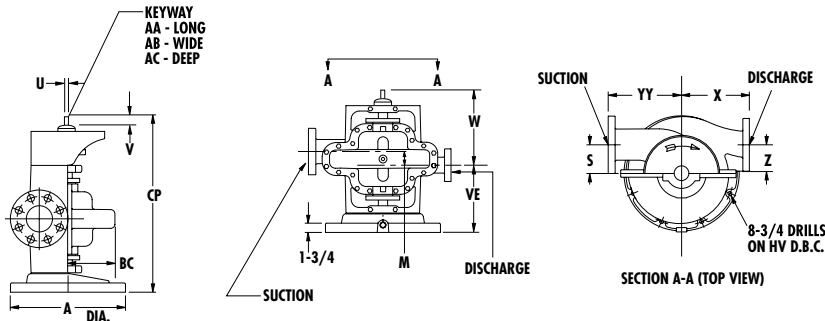 KEYWAY
AA - LONG
AB - WIDE
AC - DEEP
U
V
CP
BC
A
DIA.
A
A
W
VE
1-3/4
M
SUCTION
DISCHARGE
SUCTION
YY
X
DISCHARGE
S
Z
8-3/4 DRILLS
ON HV D.B.C.
SECTION A-A (TOP VIEW)